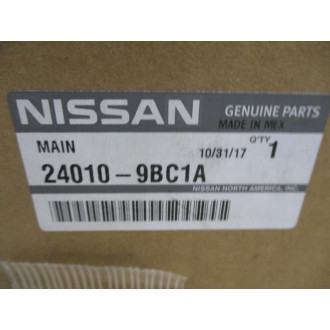 NISSAN
GENUINE PARTS
MADE IN MEX
MAIN
10/31/17
Q'TY
1
24010-9BC1A
NISSAN NORTH AMERICA, INC.